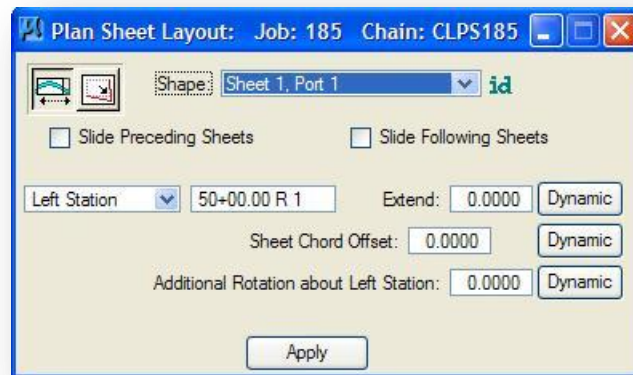 Plan Sheet Layout: Job: 185 Chain: CLPS185
Shape: Sheet 1, Port 1 id
Slide Preceding Sheets Slide Following Sheets
Left Station 50+00.00 R 1 Extend: 0.0000 Dynamic
Sheet Chord Offset: 0.0000 Dynamic
Additional Rotation about Left Station: 0.0000 Dynamic
Apply